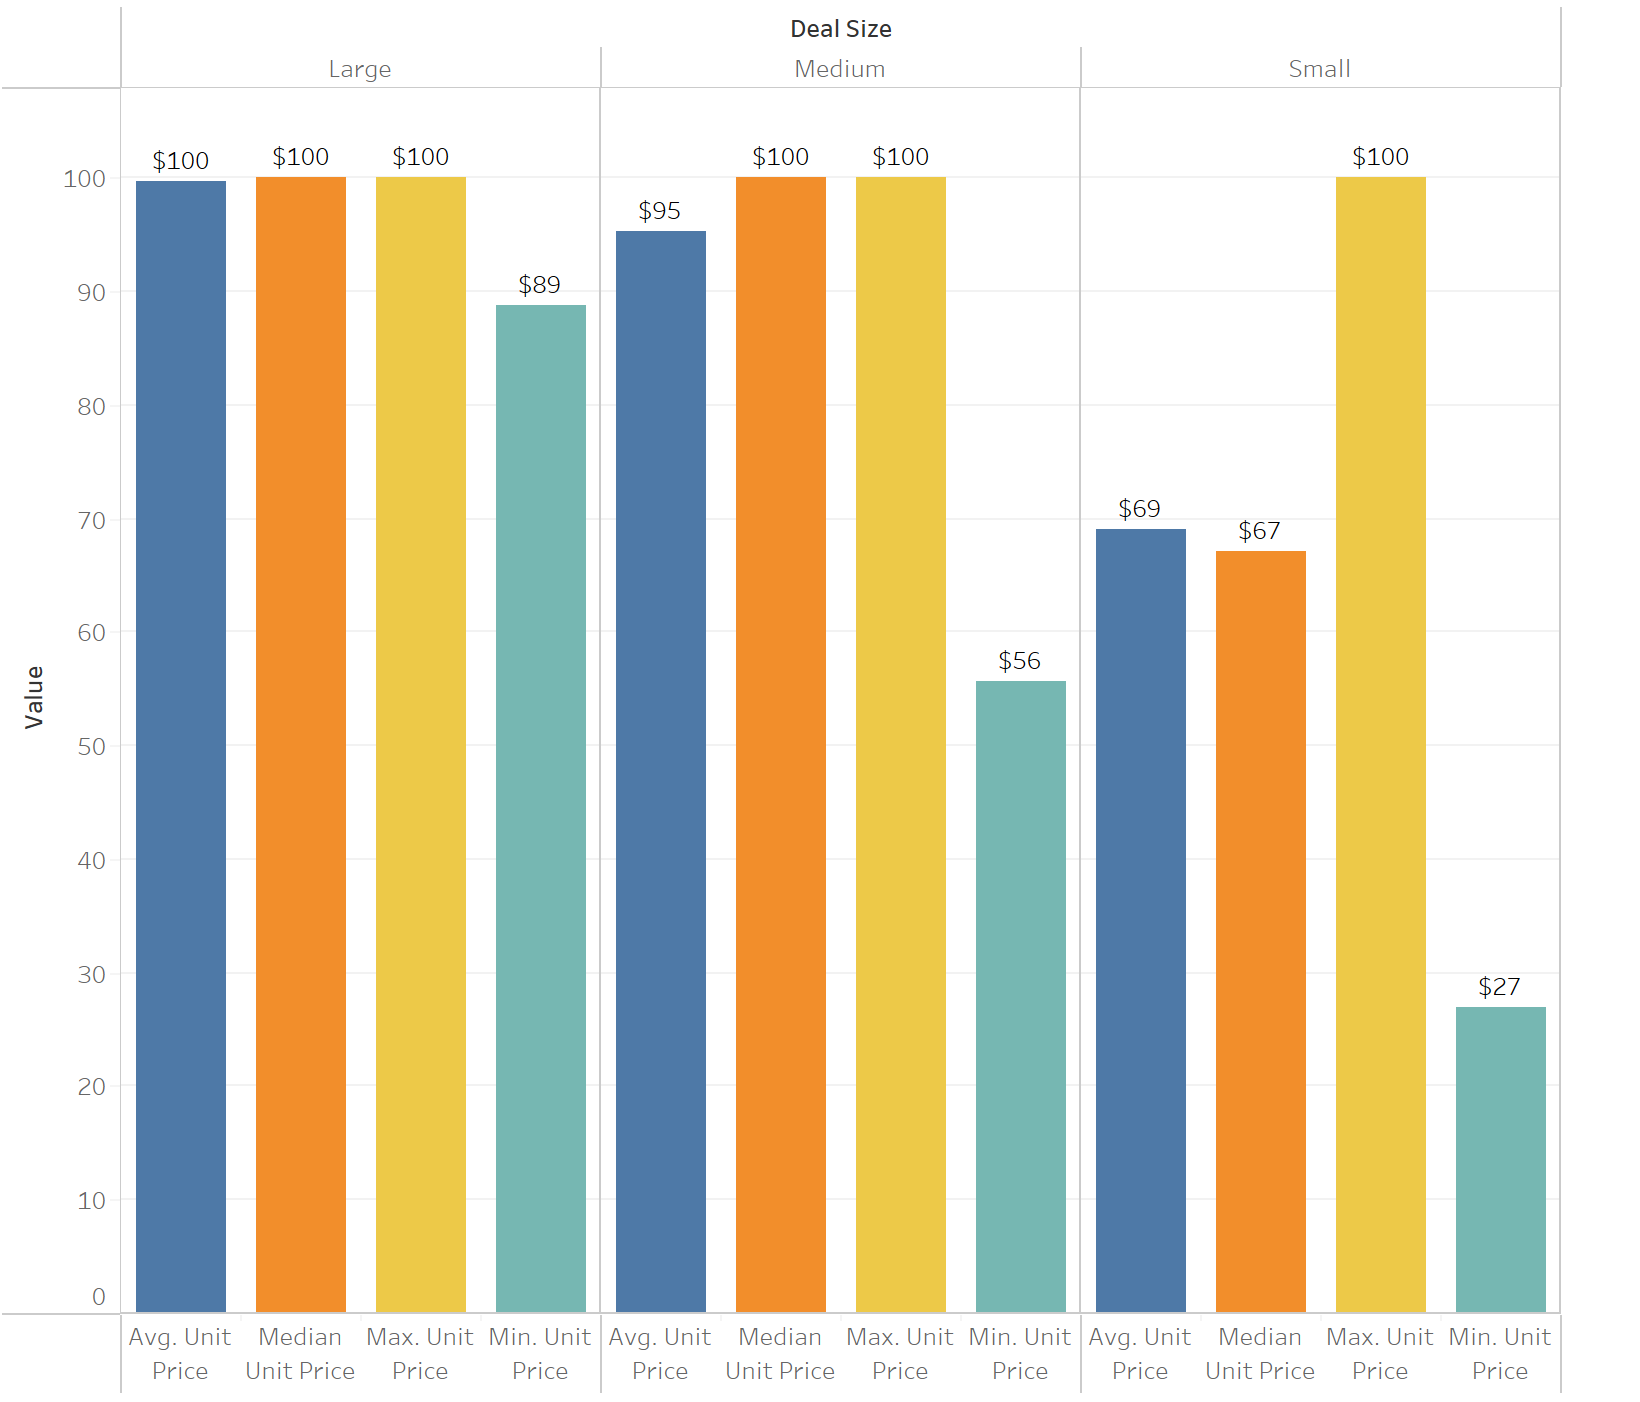 Deal Size
Large
Medium
Small
Value
100
90
80
70
60
50
40
30
20
10
0
$100
$100
$100
$89
$95
$100
$100
$56
$69
$67
$100
$27
Avg. Unit
Price
Median
Unit Price
Max. Unit
Price
Min. Unit
Price
Avg. Unit
Price
Median
Unit Price
Max. Unit
Price
Min. Unit
Price
Avg. Unit
Price
Median
Unit Price
Max. Unit
Price
Min. Unit
Price